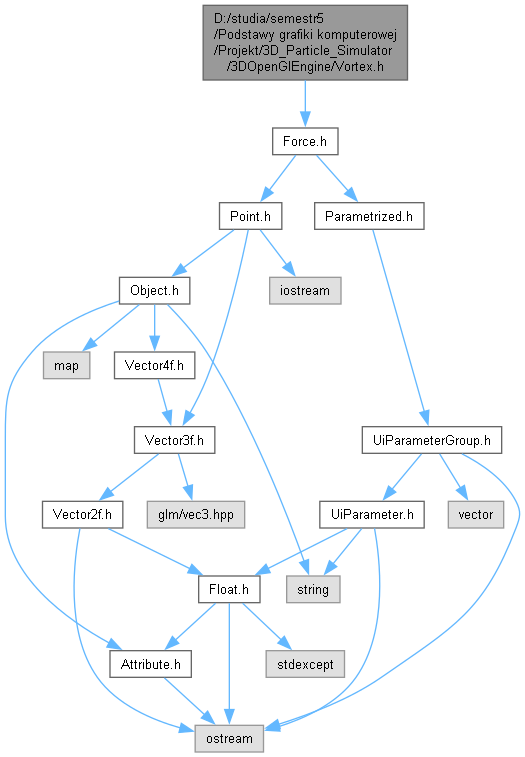 D:/studia/semestr5
/Podstawy grafiki komputerowej
/Projekt/3D_Particle_Simulator
/3DOpenGlEngine/Vortex.h
Force.h
Point.h
Parametrized.h
Object.h
iostream
map
Vector4f.h
Vector3f.h
UiParameterGroup.h
Vector2f.h
glm/vec3.hpp
UiParameter.h
vector
Float.h
string
Attribute.h
stdexcept
ostream